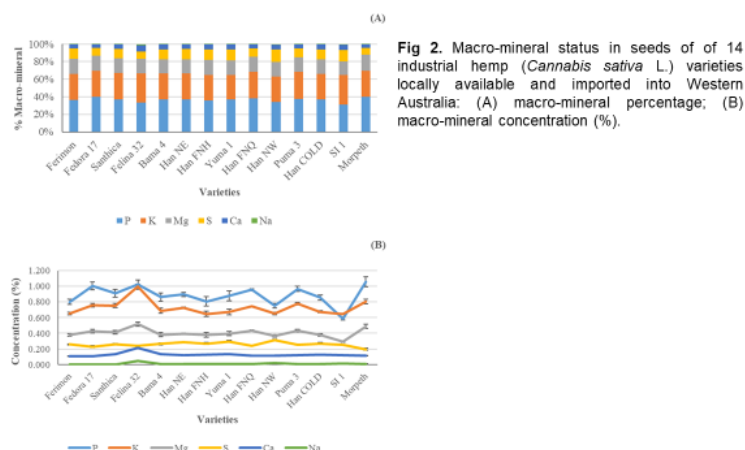 (A)
100%
80%
60%
40%
20%
0%
% Macro-mineral
Ferimon
Fedora 17
Santhica
Felina 32
Bama 4
Han NE
Han FNH
Yuma 1
Han FNQ
Han NW
Puma 3
Han COLD
SI 1
Morpeth
Varieties
P K Mg S Ca Na
Fig 2. Macro-mineral status in seeds of of 14
industrial hemp (Cannabis sativa L.) varieties
locally available and imported into Western
Australia: (A) macro-mineral percentage; (B)
macro-mineral concentration (%).
(B)
1.200
1.000
0.800
0.600
0.400
0.200
0.000
Concentration (%)
Ferimon
Fedora 17
Santhica
Felina 32
Bama 4
Han NE
Han FNH
Yuma 1
Han FNQ
Han NW
Puma 3
Han COLD
SI 1
Morpeth
Varieties
P K Mg S Ca Na